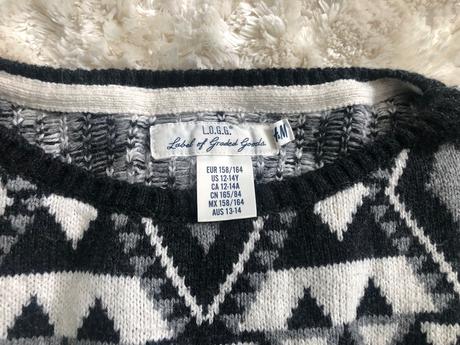 L.O.G.G.
Label of Graded Goods
H&M
EUR 158/164
US 12-14Y
CA 12-14A
CN 165/84
MX 158/164
AUS 13-14